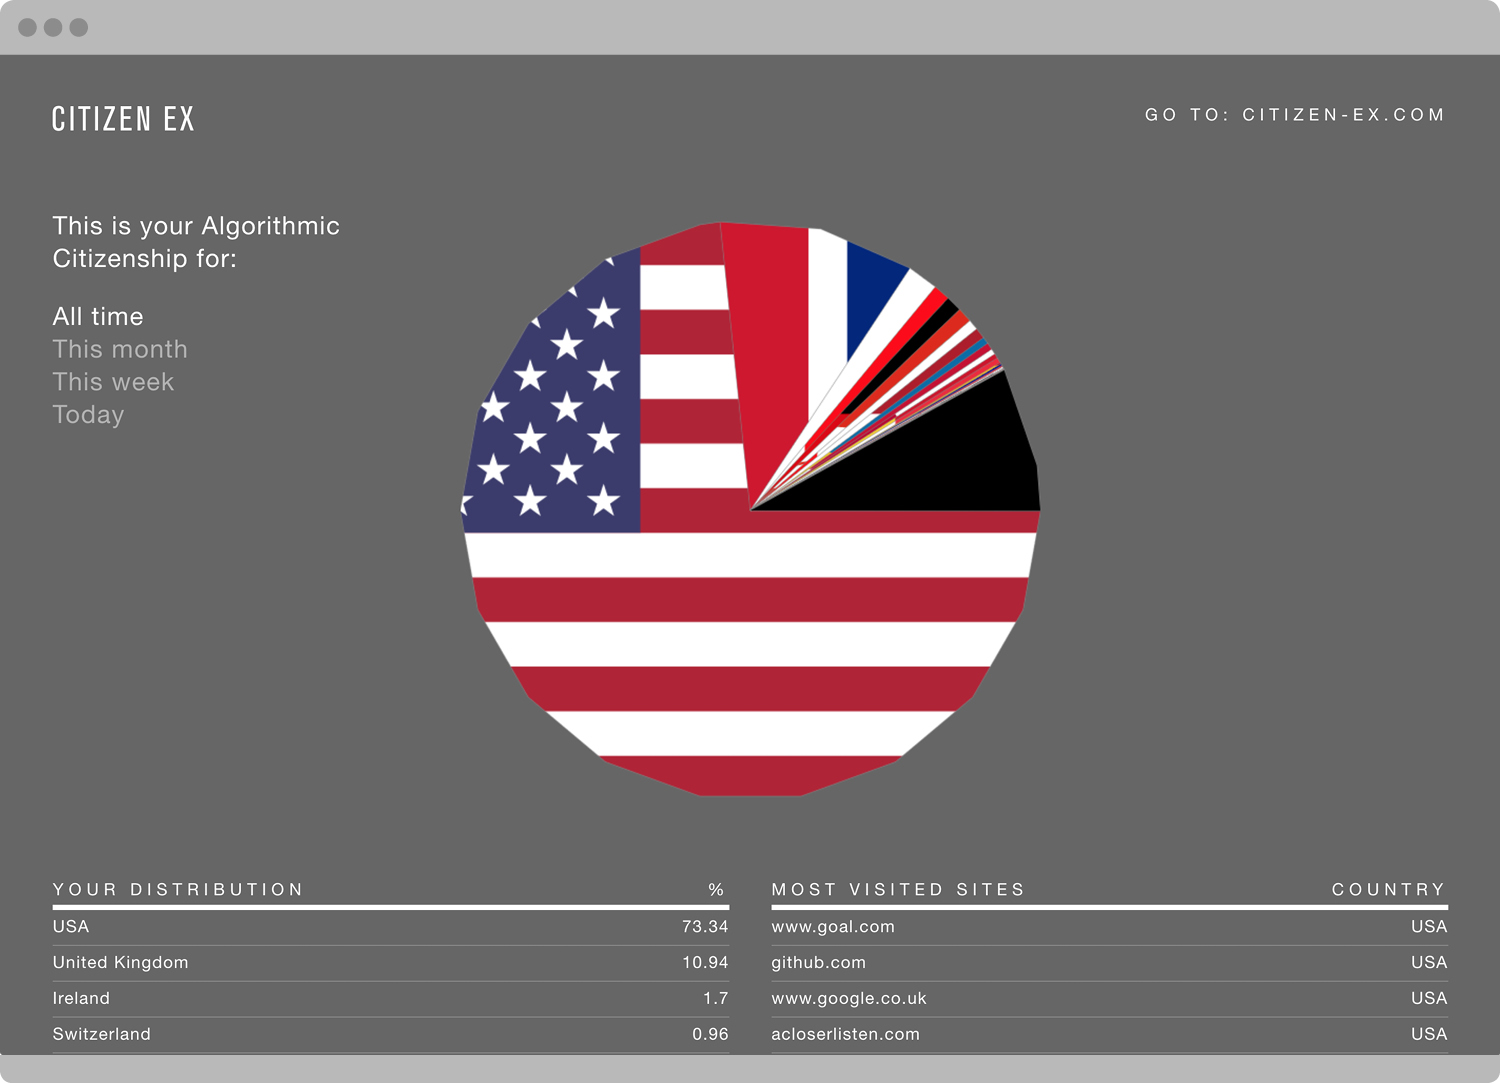 CITIZEN EX
GO TO: CITIZEN-EX.COM
This is your Algorithmic
Citizenship for:
All time
This month
This week
Today
YOUR DISTRIBUTION %
USA 73.34
United Kingdom 10.94
Ireland 1.7
Switzerland 0.96
MOST VISITED SITES COUNTRY
www.goal.com USA
github.com USA
www.google.co.uk USA
acloserlisten.com USA